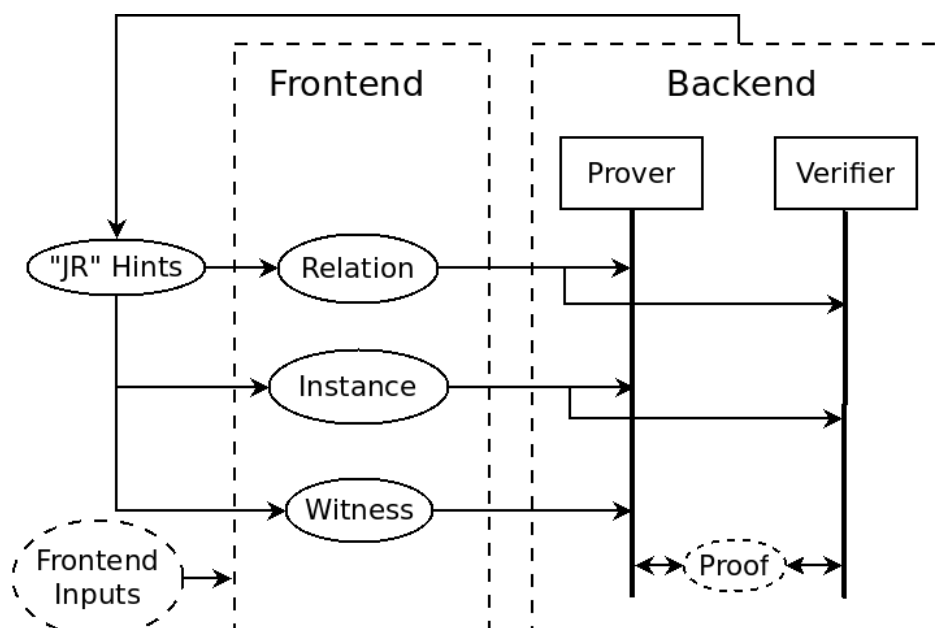 Frontend
Backend
Prover
Verifier
"JR" Hints
Relation
Instance
Witness
Frontend
Inputs
Proof